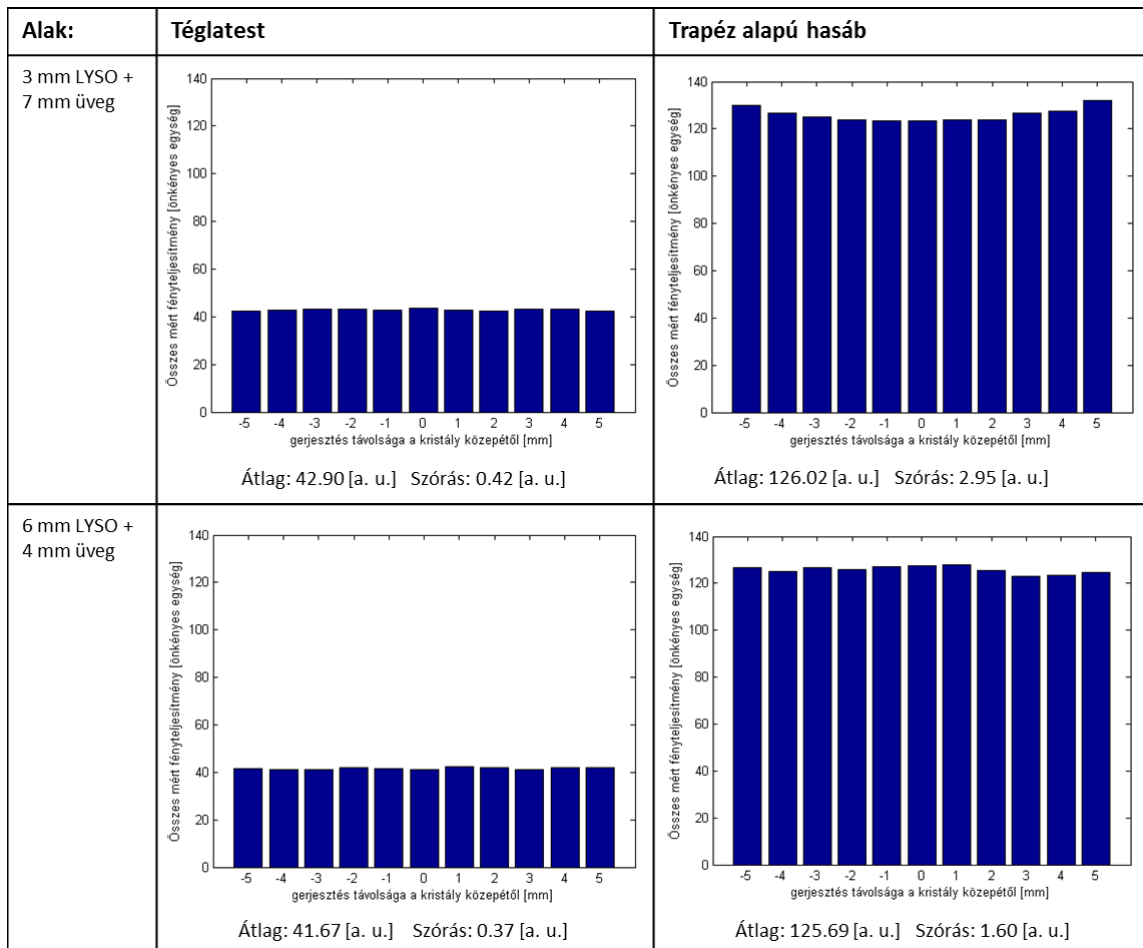 Alak:
Téglatest
Trapéz alapú hasáb
3 mm LYSO +
7 mm üveg
Összes mért fényteljesítmény [önkényes egység]
140
120
100
80
60
40
20
0
-5 -4 -3 -2 -1 0 1 2 3 4 5
gerjesztés távolsága a kristály közepétől [mm]
Átlag: 42.90 [a. u.] Szórás: 0.42 [a. u.]
Összes mért fényteljesítmény [önkényes egység]
140
120
100
80
60
40
20
0
-5 -4 -3 -2 -1 0 1 2 3 4 5
gerjesztés távolsága a kristály közepétől [mm]
Átlag: 126.02 [a. u.] Szórás: 2.95 [a. u.]
6 mm LYSO +
4 mm üveg
Összes mért fényteljesítmény [önkényes egység]
140
120
100
80
60
40
20
0
-5 -4 -3 -2 -1 0 1 2 3 4 5
gerjesztés távolsága a kristály közepétől [mm]
Átlag: 41.67 [a. u.] Szórás: 0.37 [a. u.]
Összes mért fényteljesítmény [önkényes egység]
140
120
100
80
60
40
20
0
-5 -4 -3 -2 -1 0 1 2 3 4 5
gerjesztés távolsága a kristály közepétől [mm]
Átlag: 125.69 [a. u.] Szórás: 1.60 [a. u.]